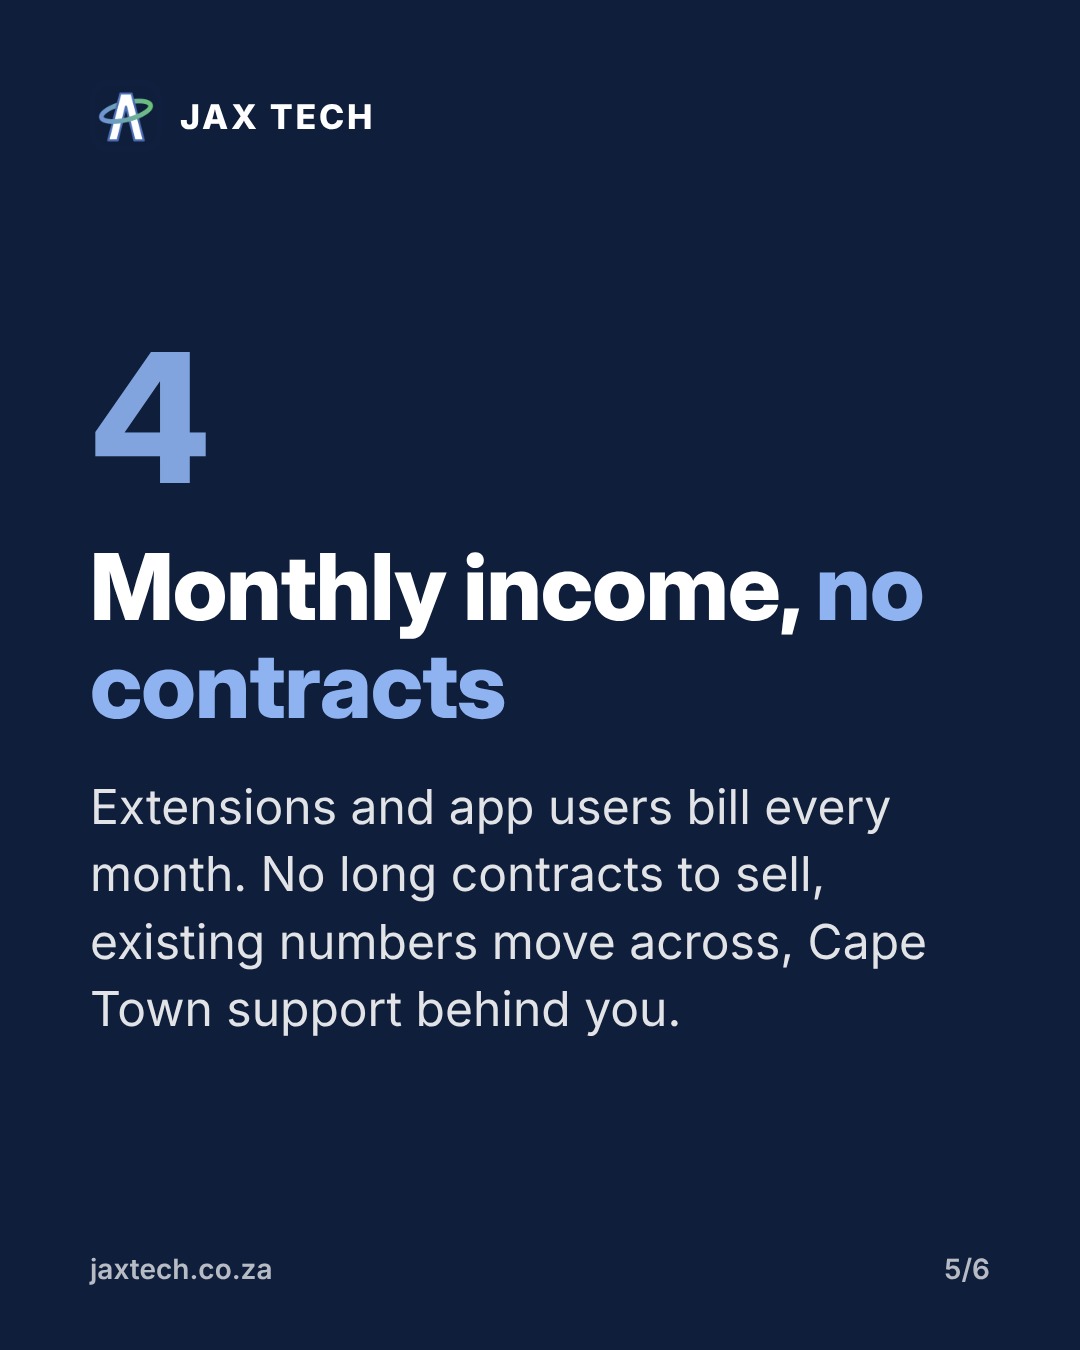 JAX TECH
4
Monthly income, no
contracts
Extensions and app users bill every
month. No long contracts to sell,
existing numbers move across, Cape
Town support behind you.
jaxtech.co.za
5/6